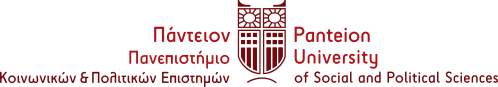 Πάντειον
Πανεπιστήμιο
Κοινωνικών & Πολιτικών Επιστημών
Panteion
University
of Social and Political Sciences